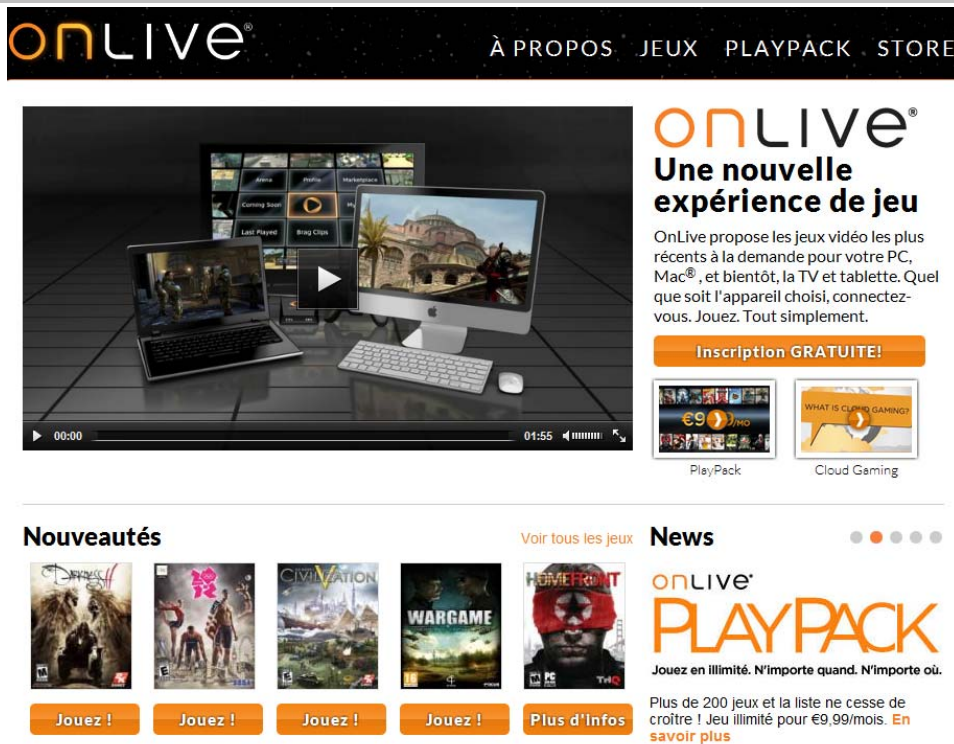 onLIVe®
À PROPOS JEUX PLAYPACK STORE
Arena Profile Marketplace
Coming Soon
Last Played Brag Clips
00:00 01:55
onLIVe®
Une nouvelle
expérience de jeu
OnLive propose les jeux vidéo les plus
récents à la demande pour votre PC,
Mac®, et bientôt, la TV et tablette. Quel
que soit l'appareil choisi, connectez-
vous. Jouez. Tout simplement.
Inscription GRATUITE!
€9 /MO
WHAT IS CLOUD GAMING?
PlayPack Cloud Gaming
Nouveautés
Voir tous les jeux
DARKNESS II
CIVILIZATION V
WARGAME
HOMEFRONT
THQ
Jouez !
Jouez !
Jouez !
Jouez !
Plus d'infos
News
onLIVe
PLAYPACK
Jouez en illimité. N'importe quand. N'importe où.
Plus de 200 jeux et la liste ne cesse de
croître ! Jeu illimité pour €9,99/mois. En
savoir plus